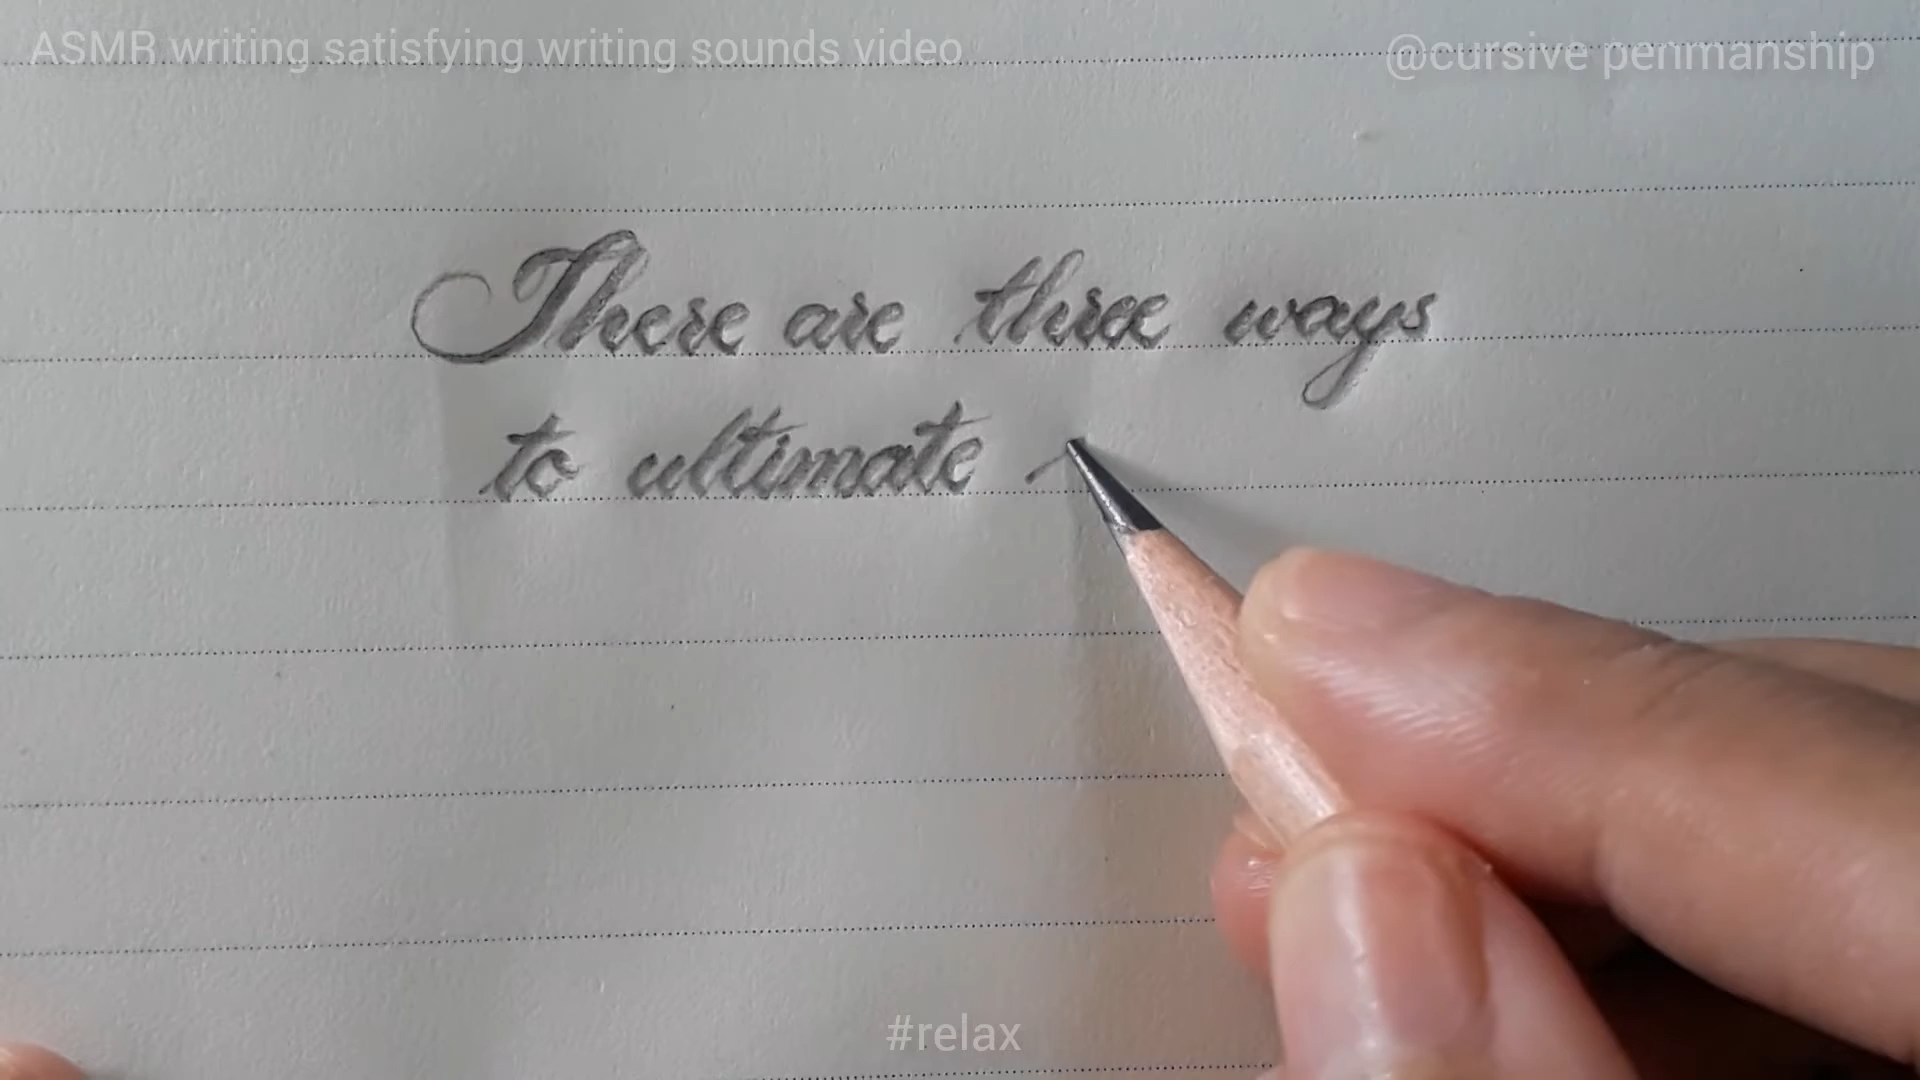 ASMR writing satisfying writing sounds video
@cursive penmanship
There are three ways
to ultimate
#relax